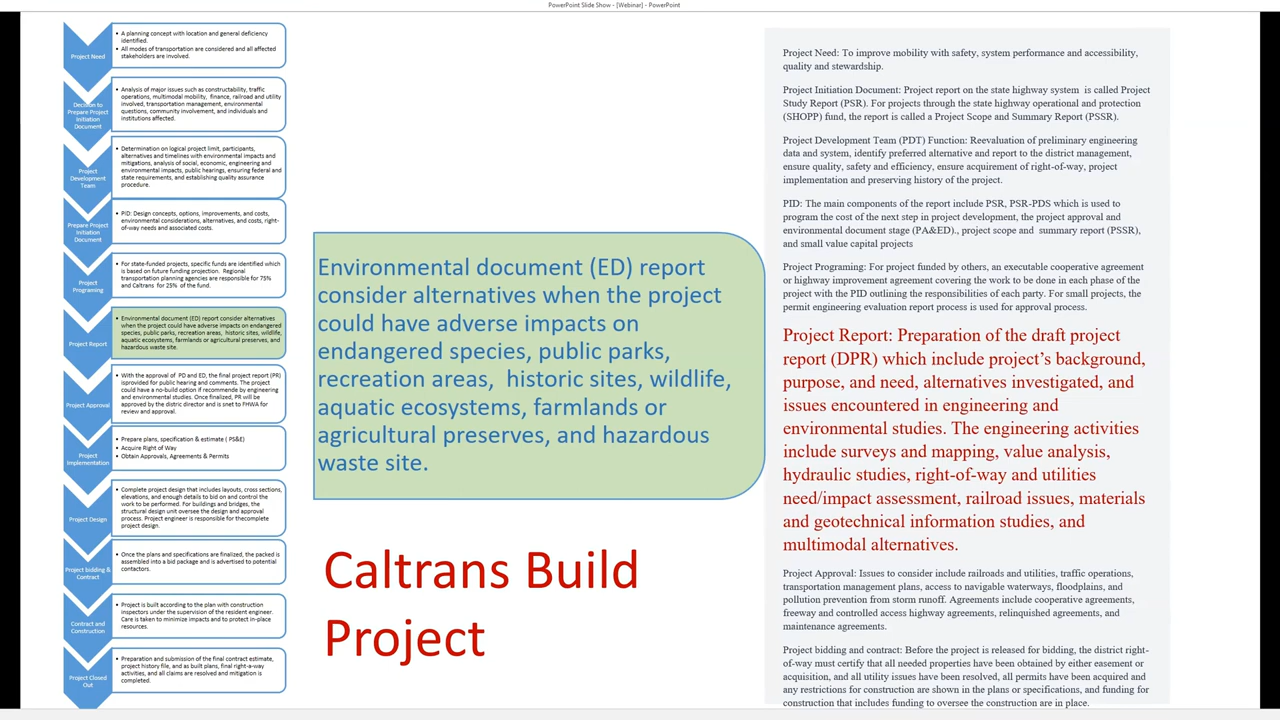 PowerPoint Slide Show - [Webinar] - PowerPoint
Project Need
• A planning concept with location and general deficiency
identified.
• All modes of transportation are considered and all affected
stakeholders are involved.
Decision to
Prepare Project
Initiation
Document
• Analysis of major issues such as constructability, traffic
operations, multimodal mobility, finance, railroad and utility
involved, transportation management, environmental
questions, community involvement, and individuals and
institutions affected.
Project
Development
Team
• Determination on logical project limit, participants,
alternatives and timelines with environmental impacts and
mitigations, analysis of social, economic, engineering and
environmental impacts, public hearings, ensuring federal and
state requirements, and establishing quality assurance
procedure.
Prepare Project
Initiation
Document
• PID: Design concepts, options, improvements, and costs,
environmental considerations, alternatives, and costs, right-
of-way needs and associated costs.
Project
Programing
• For state-funded projects, specific funds are identified which
is based on future funding projection. Regional
transportation planning agencies are responsible for 75%
and Caltrans for 25% of the fund.
Project Report
• Environmental document (ED) report consider alternatives
when the project could have adverse impacts on endangered
species, public parks, recreation areas, historic sites, wildlife,
aquatic ecosystems, farmlands or agricultural preserves, and
hazardous waste site.
Project Approval
• With the approval of PD and ED, the final project report (PR)
isprovided for public hearing and comments. The project
could have a no-build option if recommende by engineering
and environmental studies. Once finalized, PR will be
approved by the distric director and is snet to FHWA for
review and approval.
Project
Implementation
• Prepare plans, specification & estimate ( PS&E)
• Acquire Right of Way
• Obtain Approvals, Agreements & Permits
Project Design
• Complete project design that includes layouts, cross sections,
elevations, and enough details to bid on and control the
work to be performed. For buildings and bridges, the
structural design unit oversee the design and approval
process. Project engineer is responsible for thecomplete
project design.
Project bidding &
Contract
• Once the plans and specifications are finalized, the packed is
assembled into a bid package and is advertised to potential
contactors.
Contract and
Construction
• Project is built according to the plan with construction
inspectors under the supervision of the resident engineer.
Care is taken to minimize impacts and to protect in-place
resources.
Project Closed
Out
• Preparation and submission of the final contract estimate,
project history file, and as built plans, final right-a-way
activities, and all claims are resolved and mitigation is
completed.
Environmental document (ED) report
consider alternatives when the project
could have adverse impacts on
endangered species, public parks,
recreation areas, historic sites, wildlife,
aquatic ecosystems, farmlands or
agricultural preserves, and hazardous
waste site.
Caltrans Build
Project
Project Need: To improve mobility with safety, system performance and accessibility,
quality and stewardship.
Project Initiation Document: Project report on the state highway system is called Project
Study Report (PSR). For projects through the state highway operational and protection
(SHOPP) fund, the report is called a Project Scope and Summary Report (PSSR).
Project Development Team (PDT) Function: Reevaluation of preliminary engineering
data and system, identify preferred alternative and report to the district management,
ensure quality, safety and efficiency, ensure acquirement of right-of-way, project
implementation and preserving history of the project.
PID: The main components of the report include PSR, PSR-PDS which is used to
program the cost of the next step in project development, the project approval and
environmental document stage (PA&ED)., project scope and summary report (PSSR),
and small value capital projects
Project Programing: For project funded by others, an executable cooperative agreement
or highway improvement agreement covering the work to be done in each phase of the
project with the PID outlining the responsibilities of each party. For small projects, the
permit engineering evaluation report process is used for approval process.
Project Report: Preparation of the draft project
report (DPR) which include project's background,
purpose, and need, alternatives investigated, and
issues encountered in engineering and
environmental studies. The engineering activities
include surveys and mapping, value analysis,
hydraulic studies, right-of-way and utilities
need/impact assessment, railroad issues, materials
and geotechnical information studies, and
multimodal alternatives.
Project Approval: Issues to consider include railroads and utilities, traffic operations,
transportation management plans, access to navigable waterways, floodplains, and
pollution prevention from storm runoff. Agreements include cooperative agreements,
freeway and controlled access highway agreements, relinquished agreements, and
maintenance agreements.
Project bidding and contract: Before the project is released for bidding, the district right-
of-way must certify that all needed properties have been obtained by either easement or
acquisition, and all utility issues have been resolved, all permits have been acquired and
any restrictions for construction are shown in the plans or specifications, and funding for
construction that includes funding to oversee the construction are in place.